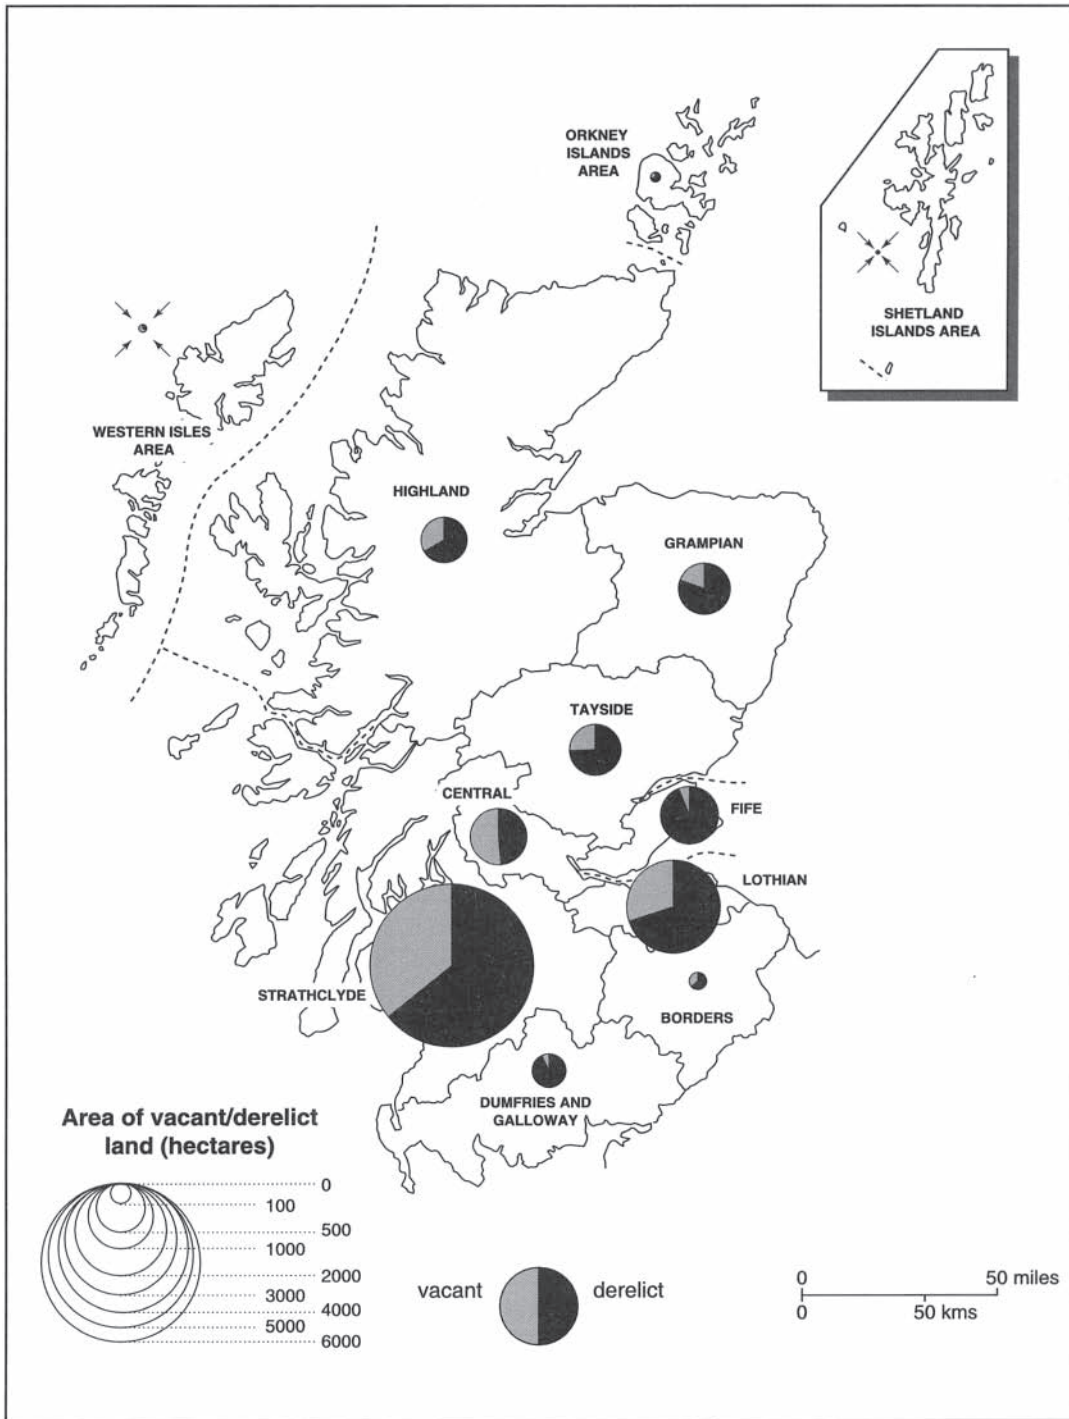 ORKNEY
ISLANDS
AREA
SHETLAND
ISLANDS AREA
WESTERN ISLES
AREA
HIGHLAND
GRAMPIAN
TAYSIDE
CENTRAL
FIFE
LOTHIAN
STRATHCLYDE
BORDERS
DUMFRIES AND
GALLOWAY
Area of vacant/derelict
land (hectares)
0
100
500
1000
2000
3000
4000
5000
6000
vacant
derelict
0 50 miles
0 50 kms